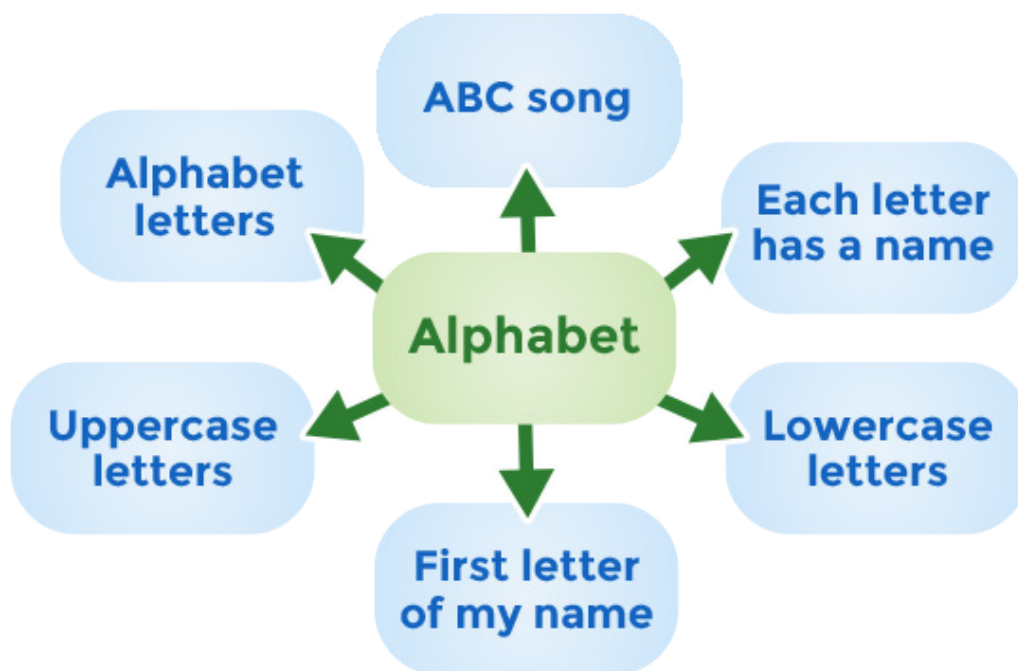 ABC song
Alphabet
letters
Each letter
has a name
Alphabet
Uppercase
letters
Lowercase
letters
First letter
of my name